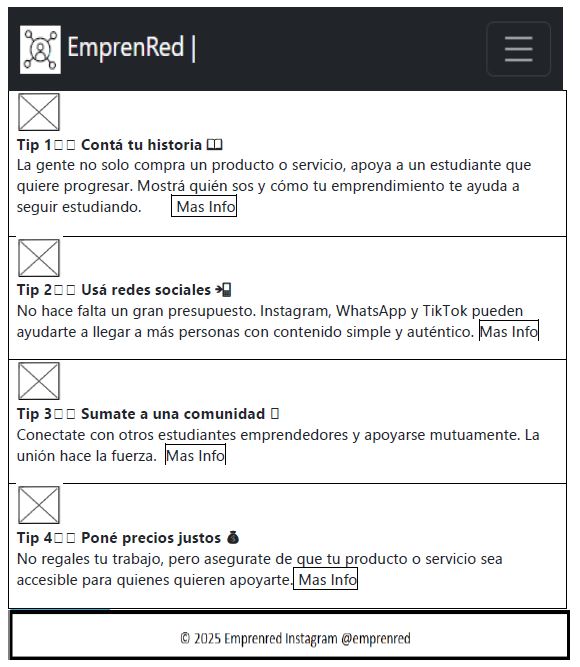 EmprenRed |
Tip 1 Contá tu historia 📖
La gente no solo compra un producto o servicio, apoya a un estudiante que
quiere progresar. Mostrá quién sos y cómo tu emprendimiento te ayuda a
seguir estudiando. Mas Info
Tip 2 Usá redes sociales 📲
No hace falta un gran presupuesto. Instagram, WhatsApp y TikTok pueden
ayudarte a llegar a más personas con contenido simple y auténtico. Mas Info
Tip 3 Sumate a una comunidad
Conectate con otros estudiantes emprendedores y apoyarse mutuamente. La
unión hace la fuerza. Mas Info
Tip 4 Poné precios justos 💰
No regales tu trabajo, pero asegurate de que tu producto o servicio sea
accesible para quienes quieren apoyarte. Mas Info
© 2025 Emprenred Instagram @emprenred